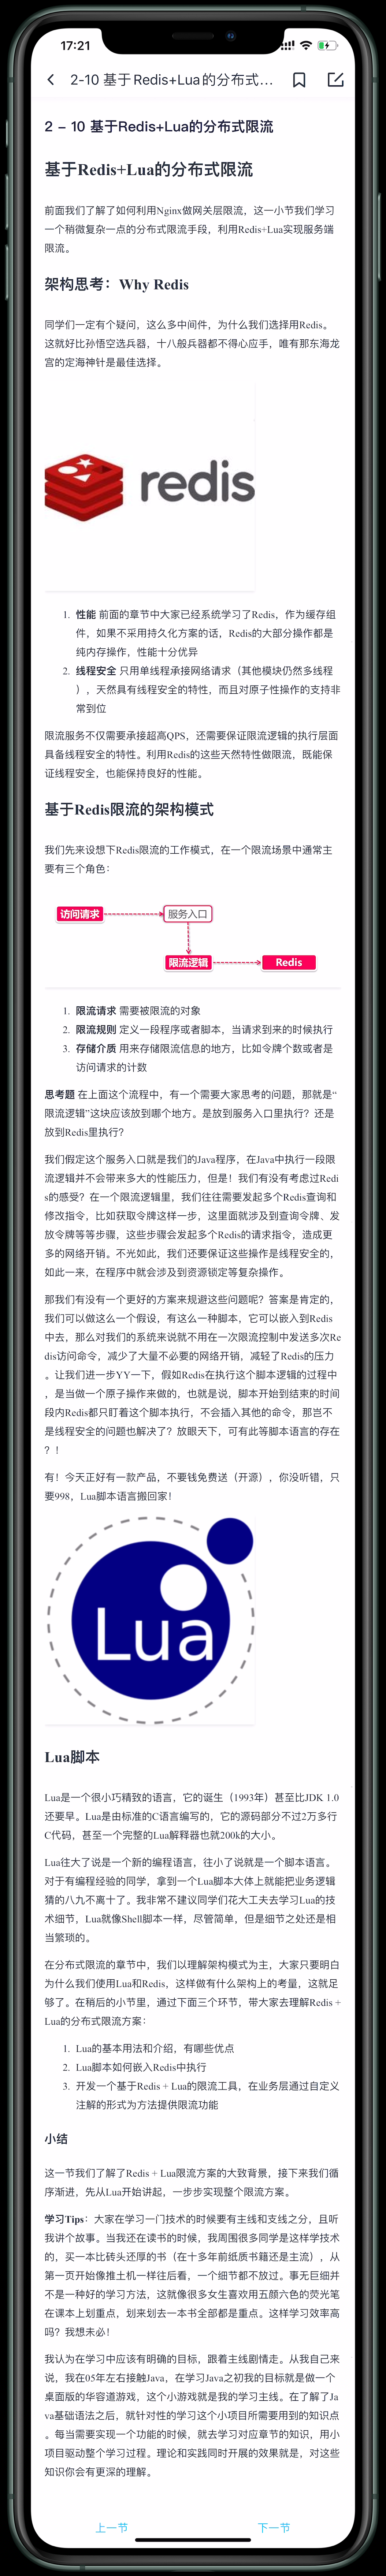 17:21
2-10 基于Redis+Lua的分布式...
2 - 10 基于Redis+Lua的分布式限流
基于Redis+Lua的分布式限流
前面我们了解了如何利用Nginx做网关层限流，这一小节我们学习
一个稍微复杂一点的分布式限流手段，利用Redis+Lua实现服务端
限流。
架构思考：Why Redis
同学们一定有个疑问，这么多中间件，为什么我们选择用Redis。
这就好比孙悟空选兵器，十八般兵器都不得心应手，唯有那东海龙
宫的定海神针是最佳选择。
redis
1. 性能 前面的章节中大家已经系统学习了Redis，作为缓存组
件，如果不采用持久化方案的话，Redis的大部分操作都是
纯内存操作，性能十分优异
2. 线程安全 只用单线程承接网络请求（其他模块仍然多线程
），天然具有线程安全的特性，而且对原子性操作的支持非
常到位
限流服务不仅需要承接超高QPS，还需要保证限流逻辑的执行层面
具备线程安全的特性。利用Redis的这些天然特性做限流，既能保
证线程安全，也能保持良好的性能。
基于Redis限流的架构模式
我们先来设想下Redis限流的工作模式，在一个限流场景中通常主
要有三个角色：
访问请求
服务入口
限流逻辑
Redis
1. 限流请求 需要被限流的对象
2. 限流规则 定义一段程序或者脚本，当请求到来的时候执行
3. 存储介质 用来存储限流信息的地方，比如令牌个数或者是
访问请求的计数
思考题 在上面这个流程中，有一个需要大家思考的问题，那就是“
限流逻辑”这块应该放到哪个地方。是放到服务入口里执行？还是
放到Redis里执行？
我们假定这个服务入口就是我们的Java程序，在Java中执行一段限
流逻辑并不会带来多大的性能压力，但是！我们有没有考虑过Redi
s的感受？在一个限流逻辑里，我们往往需要发起多个Redis查询和
修改指令，比如获取令牌这样一步，这里面就涉及到查询令牌、发
放令牌等等步骤，这些步骤会发起多个Redis的请求指令，造成更
多的网络开销。不光如此，我们还要保证这些操作是线程安全的，
如此一来，在程序中就会涉及到资源锁定等复杂操作。
那我们有没有一个更好的方案来规避这些问题呢？答案是肯定的，
我们可以做这么一个假设，有这么一种脚本，它可以嵌入到Redis
中去，那么对我们的系统来说就不用在一次限流控制中发送多次Re
dis访问命令，减少了大量不必要的网络开销，减轻了Redis的压力
。让我们进一步YY一下，假如Redis在执行这个脚本逻辑的过程中
，是当做一个原子操作来做的，也就是说，脚本开始到结束的时间
段内Redis都只盯着这个脚本执行，不会插入其他的命令，那岂不
是线程安全的问题也解决了？放眼天下，可有此等脚本语言的存在
？！
有！今天正好有一款产品，不要钱免费送（开源），你没听错，只
要998，Lua脚本语言搬回家！
Lua
Lua脚本
Lua是一个很小巧精致的语言，它的诞生（1993年）甚至比JDK 1.0
还要早。Lua是由标准的C语言编写的，它的源码部分不过2万多行
C代码，甚至一个完整的Lua解释器也就200k的大小。
Lua往大了说是一个新的编程语言，往小了说就是一个脚本语言。
对于有编程经验的同学，拿到一个Lua脚本大体上就能把业务逻辑
猜的八九不离十了。我非常不建议同学们花大工夫去学习Lua的技
术细节，Lua就像Shell脚本一样，尽管简单，但是细节之处还是相
当繁琐的。
在分布式限流的章节中，我们以理解架构模式为主，大家只要明白
为什么我们使用Lua和Redis，这样做有什么架构上的考量，这就足
够了。在稍后的小节里，通过下面三个环节，带大家去理解Redis +
Lua的分布式限流方案：
1. Lua的基本用法和介绍，有哪些优点
2. Lua脚本如何嵌入Redis中执行
3. 开发一个基于Redis + Lua的限流工具，在业务层通过自定义
注解的形式为方法提供限流功能
小结
这一节我们了解了Redis + Lua限流方案的大致背景，接下来我们循
序渐进，先从Lua开始讲起，一步步实现整个限流方案。
学习Tips：大家在学习一门技术的时候要有主线和支线之分，且听
我讲个故事。当我还在读书的时候，我周围很多同学是这样学技术
的，买一本比砖头还厚的书（在十多年前纸质书籍还是主流），从
第一页开始像推土机一样往后看，一个细节都不放过。事无巨细并
不是一种好的学习方法，这就像很多女生喜欢用五颜六色的荧光笔
在课本上划重点，划来划去一本书全部都是重点。这样学习效率高
吗？我想未必！
我认为在学习中应该有明确的目标，跟着主线剧情走。从我自己来
说，我在05年左右接触Java，在学习Java之初我的目标就是做一个
桌面版的华容道游戏，这个小游戏就是我的学习主线。在了解了Ja
va基础语法之后，就针对性的学习这个小项目所需要用到的知识点
。每当需要实现一个功能的时候，就去学习对应章节的知识，用小
项目驱动整个学习过程。理论和实践同时开展的效果就是，对这些
知识你会有更深的理解。
上一节
下一节